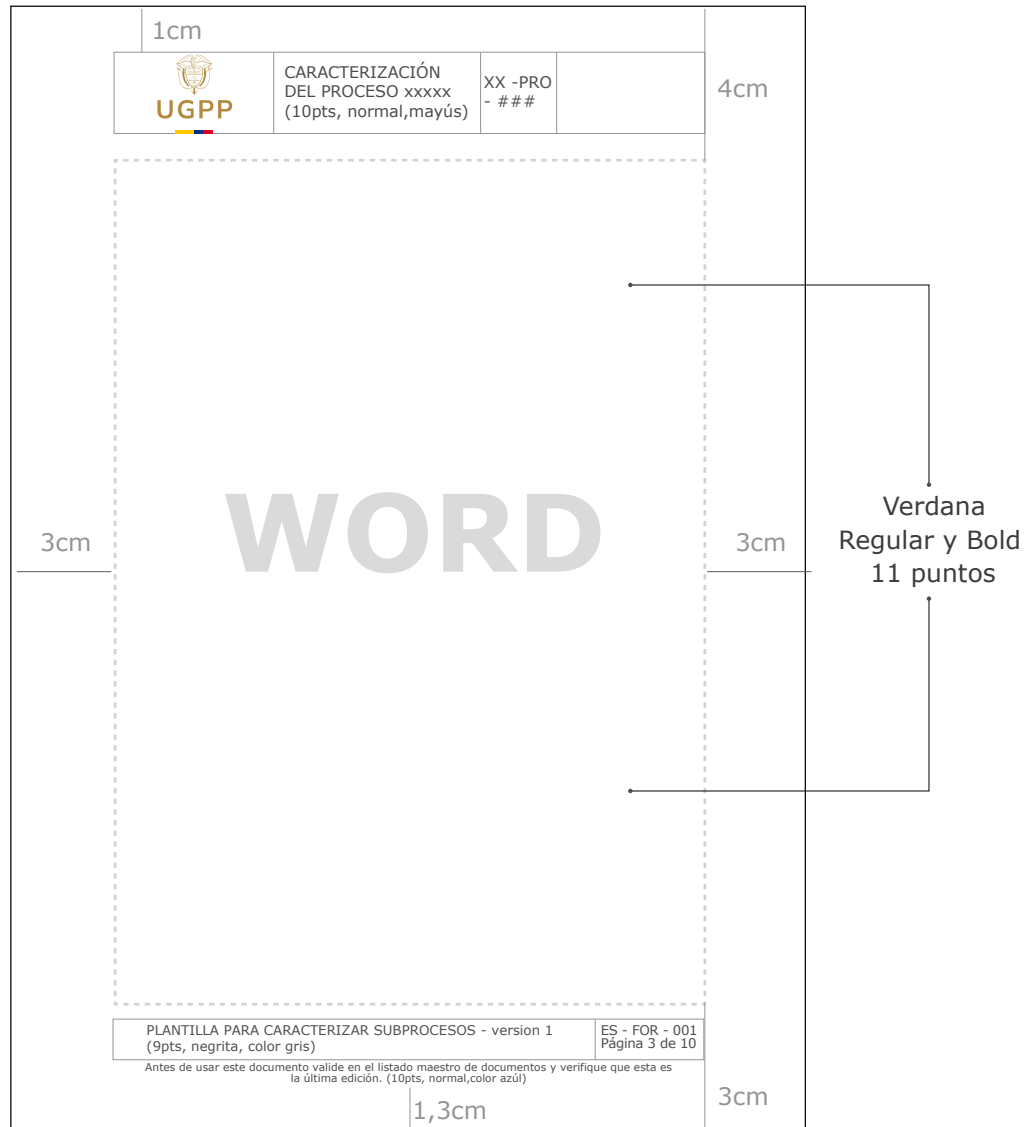 1cm
UGPP
CARACTERIZACIÓN
DEL PROCESO xxxxx
(10pts, normal,mayús)
XX -PRO
- ###
4cm
WORD
3cm
3cm
Verdana
Regular y Bold
11 puntos
PLANTILLA PARA CARACTERIZAR SUBPROCESOS - version 1
(9pts, negrita, color gris)
ES - FOR - 001
Página 3 de 10
Antes de usar este documento valide en el listado maestro de documentos y verifique que esta es
la última edición. (10pts, normal,color azúl)
1,3cm
3cm